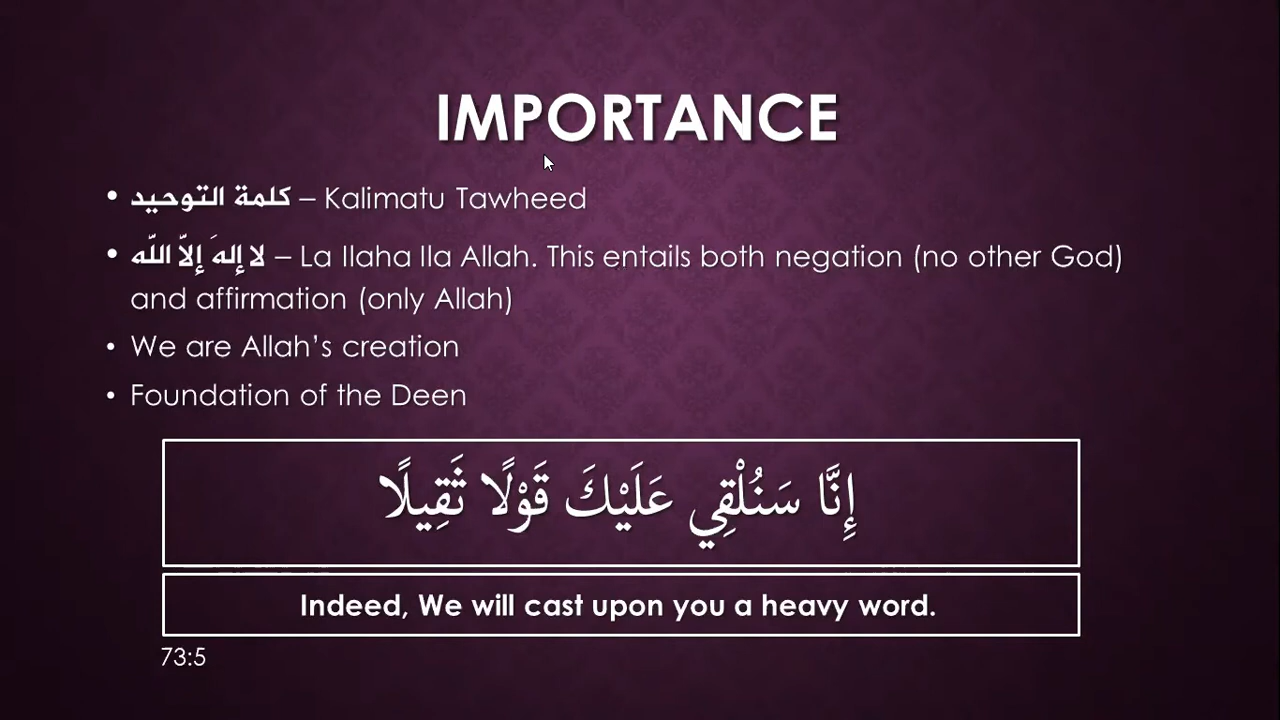 IMPORTANCE
• كلمة التوحيد – Kalimatu Tawheed
• لا إلهَ إلاّ اللّه – La Ilaha Ila Allah. This entails both negation (no other God)
and affirmation (only Allah)
• We are Allah’s creation
• Foundation of the Deen
إِنَّا سَنُلْقِي عَلَيْكَ قَوْلًا ثَقِيلًا
Indeed, We will cast upon you a heavy word.
73:5